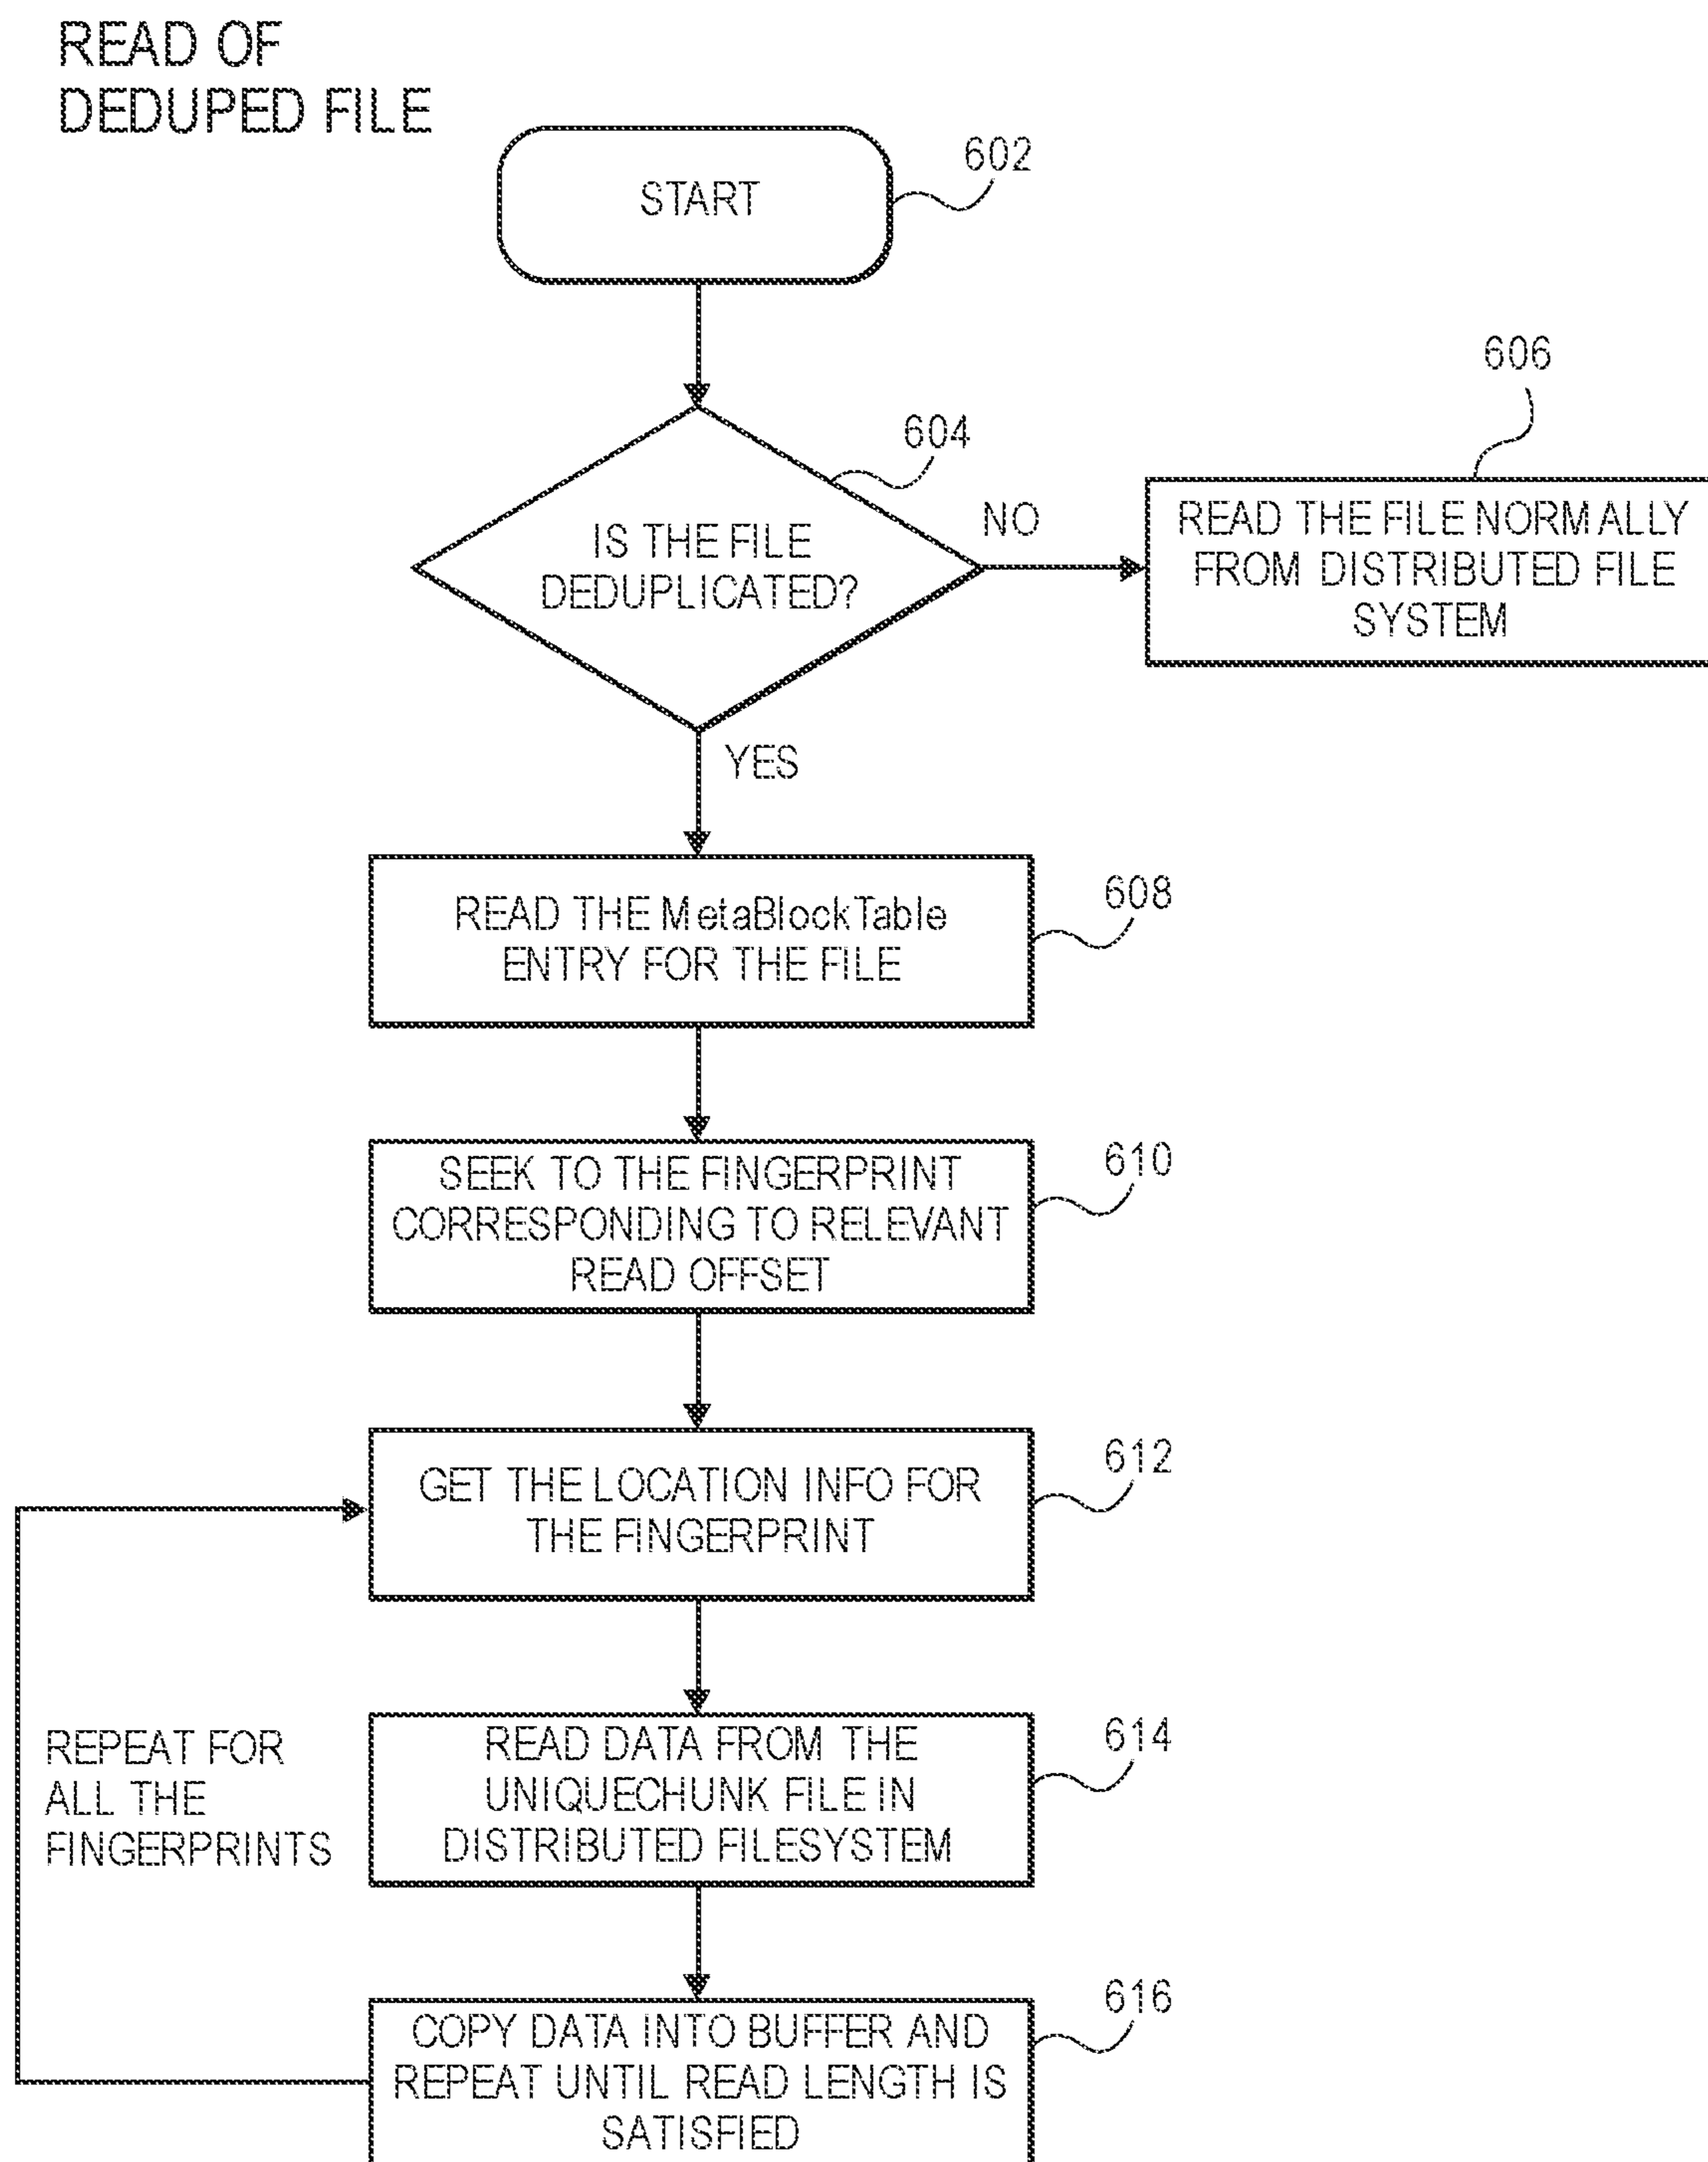 READ OF
DEDUPED FILE
START
602
604
IS THE FILE
DEDUPLICATED?
NO
606
READ THE FILE NORMALLY
FROM DISTRIBUTED FILE
SYSTEM
YES
READ THE MetaBlockTable
ENTRY FOR THE FILE
608
SEEK TO THE FINGERPRINT
CORRESPONDING TO RELEVANT
READ OFFSET
610
GET THE LOCATION INFO FOR
THE FINGERPRINT
612
READ DATA FROM THE
UNIQUECHUNK FILE IN
DISTRIBUTED FILESYSTEM
614
REPEAT FOR
ALL THE
FINGERPRINTS
COPY DATA INTO BUFFER AND
REPEAT UNTIL READ LENGTH IS
SATISFIED
616